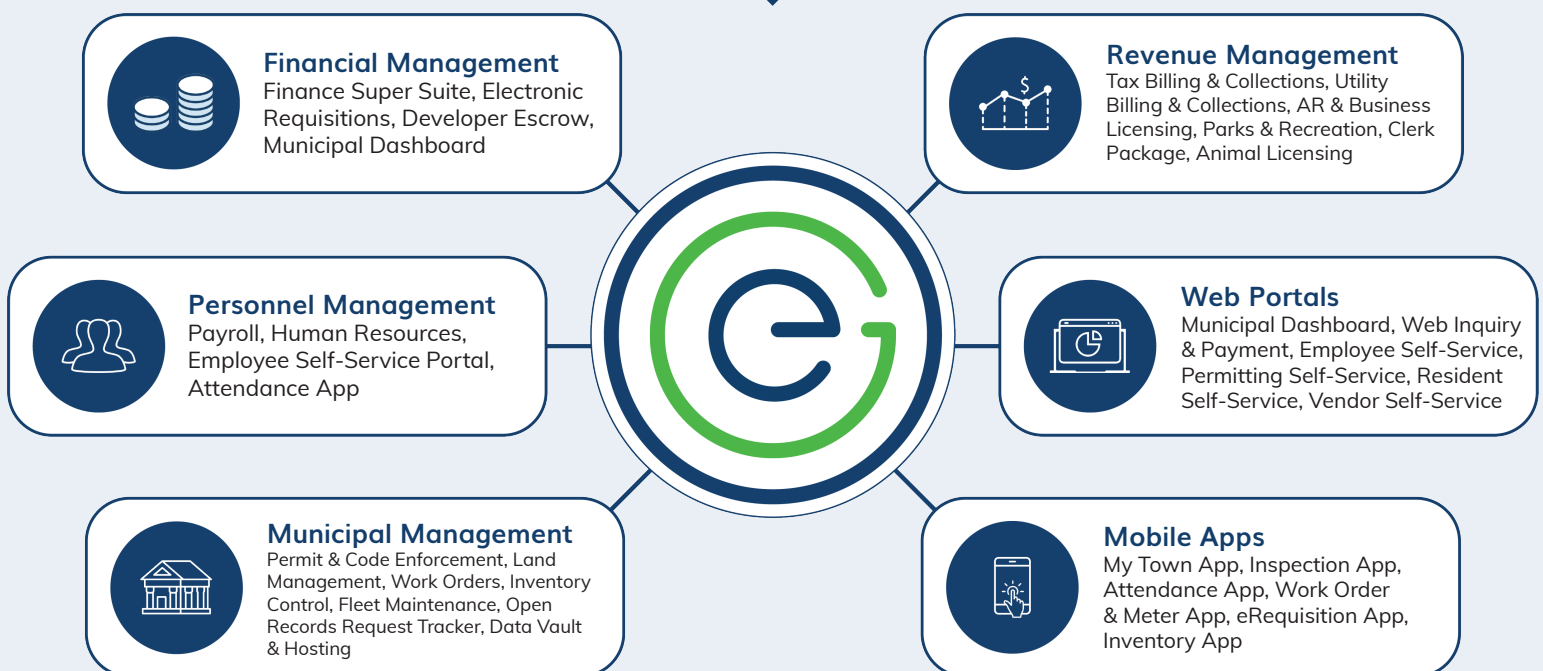 Financial Management
Finance Super Suite, Electronic
Requisitions, Developer Escrow,
Municipal Dashboard
Revenue Management
Tax Billing & Collections, Utility
Billing & Collections, AR & Business
Licensing, Parks & Recreation, Clerk
Package, Animal Licensing
Personnel Management
Payroll, Human Resources,
Employee Self-Service Portal,
Attendance App
Web Portals
Municipal Dashboard, Web Inquiry
& Payment, Employee Self-Service,
Permitting Self-Service, Resident
Self-Service, Vendor Self-Service
Municipal Management
Permit & Code Enforcement, Land
Management, Work Orders, Inventory
Control, Fleet Maintenance, Open
Records Request Tracker, Data Vault
& Hosting
Mobile Apps
My Town App, Inspection App,
Attendance App, Work Order
& Meter App, eRequisition App,
Inventory App